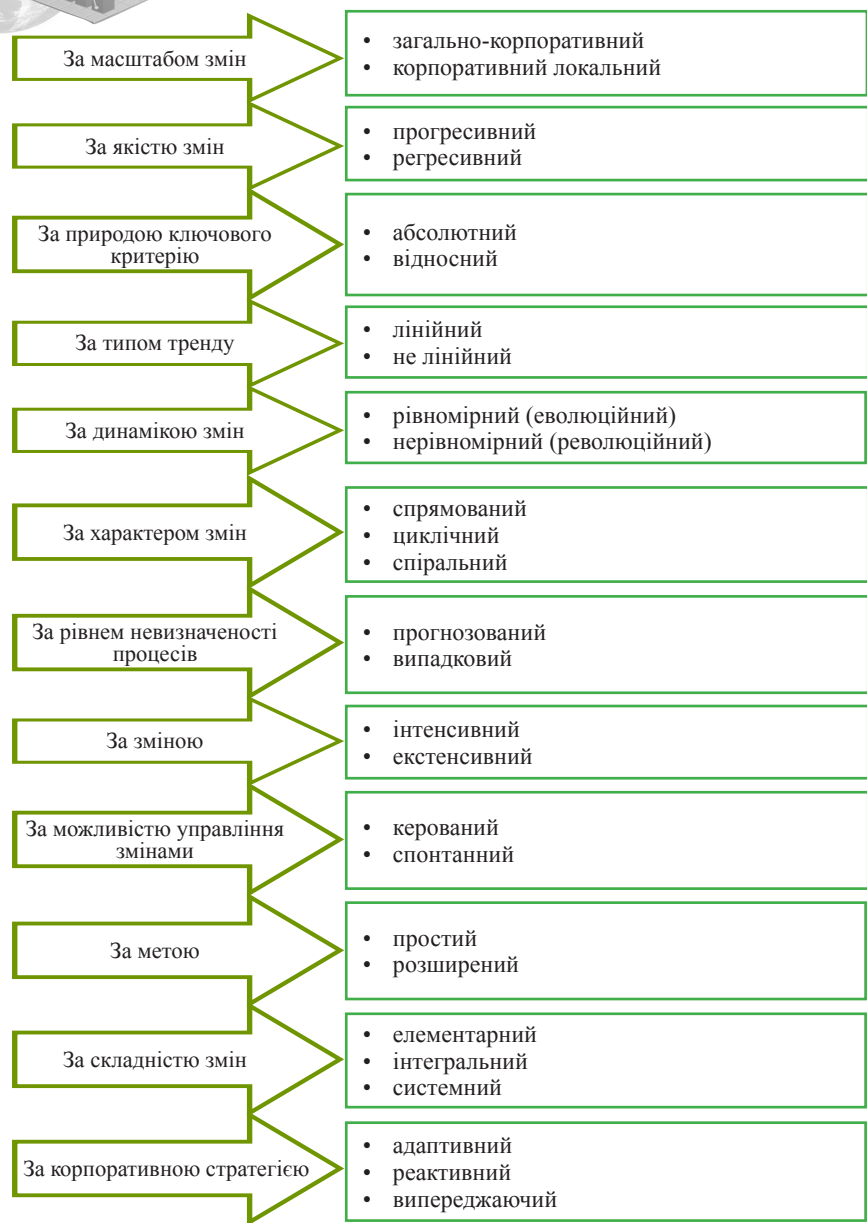 За масштабом змін
• загально-корпоративний
• корпоративний локальний
За якістю змін
• прогресивний
• регресивний
За природою ключового
критерію
• абсолютний
• відносний
За типом тренду
• лінійний
• не лінійний
За динамікою змін
• рівномірний (еволюційний)
• нерівномірний (революційний)
За характером змін
• спрямований
• циклічний
• спіральний
За рівнем невизначеності
процесів
• прогнозований
• випадковий
За зміною
• інтенсивний
• екстенсивний
За можливістю управління
змінами
• керований
• спонтанний
За метою
• простий
• розширений
За складністю змін
• елементарний
• інтегральний
• системний
За корпоративною стратегією
• адаптивний
• реактивний
• випереджаючий